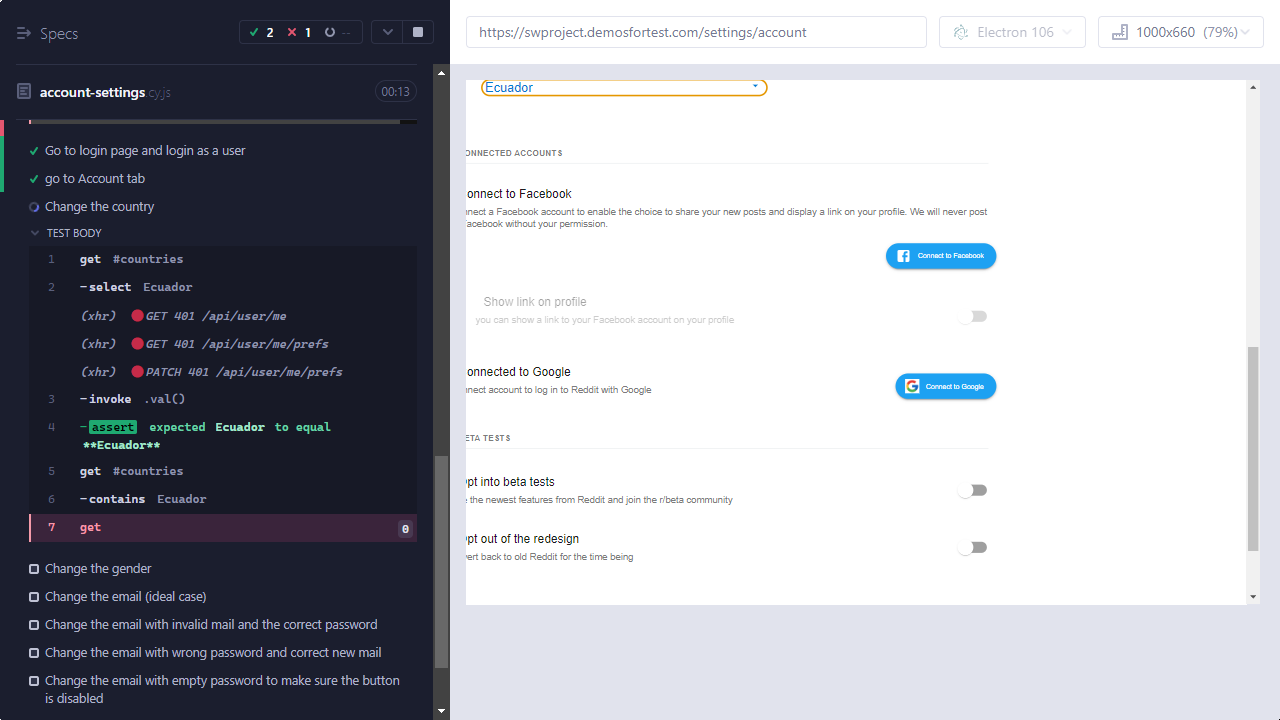 Specs
2
1
--
https://swproject.demosfortest.com/settings/account
Electron 106
1000x660 (79%)
account-settings.cy.js
00:13
Go to login page and login as a user
go to Account tab
Change the country
TEST BODY
1 get #countries
2 -select Ecuador
(xhr) GET 401 /api/user/me
(xhr) GET 401 /api/user/me/prefs
(xhr) PATCH 401 /api/user/me/prefs
3 -invoke .val()
4 -assert expected Ecuador to equal
**Ecuador**
5 get #countries
6 -contains Ecuador
7 get 0
Change the gender
Change the email (ideal case)
Change the email with invalid mail and the correct password
Change the email with wrong password and correct new mail
Change the email with empty password to make sure the button
is disabled
Ecuador
ONNECTED ACCOUNTS
onnect to Facebook
nnect a Facebook account to enable the choice to share your new posts and display a link on your profile. We will never post
acebook without your permission.
Connect to Facebook
Show link on profile
you can show a link to your Facebook account on your profile
onnected to Google
nnect account to log in to Reddit with Google
Connect to Google
ETA TESTS
pt into beta tests
e the newest features from Reddit and join the r/beta community
pt out of the redesign
vert back to old Reddit for the time being